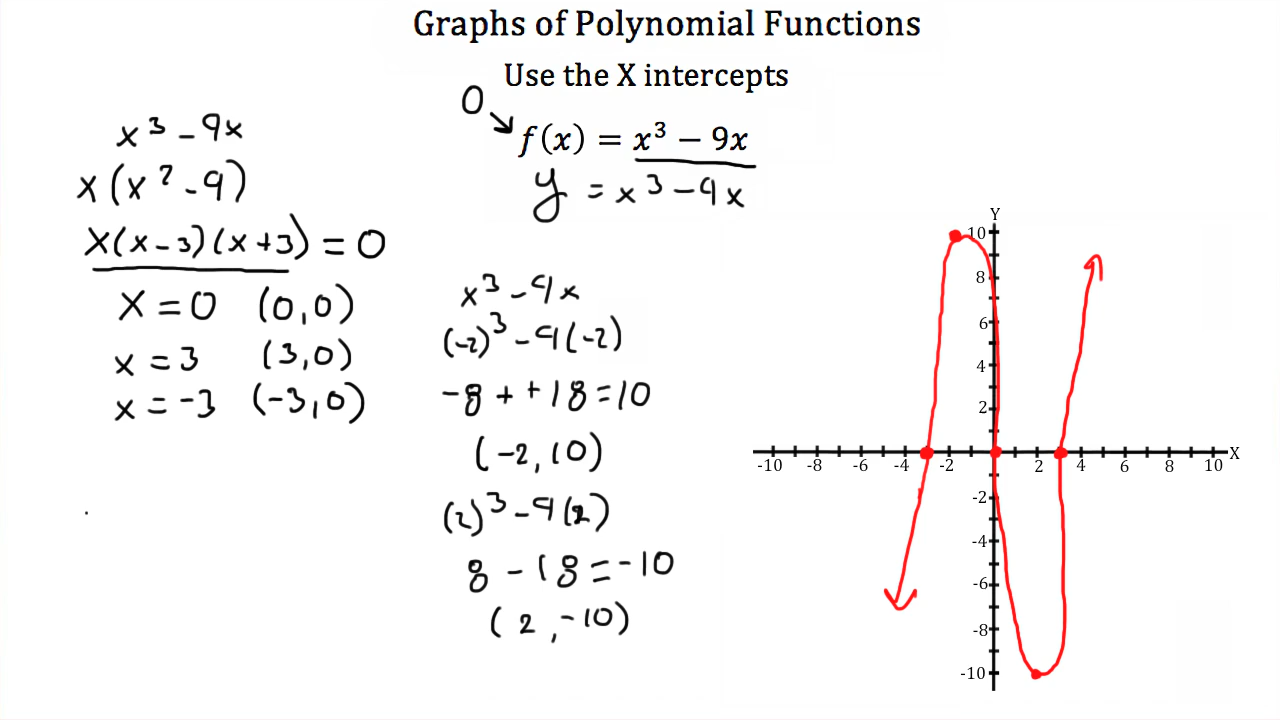 Graphs of Polynomial Functions
Use the X intercepts
0
f(x) = x³ − 9x
y = x³ − 9x
x³ − 9x
x(x² − 9)
x(x − 3)(x + 3) = 0
x = 0 (0,0)
x = 3 (3,0)
x = −3 (−3,0)
x³ − 9x
(−2)³ − 9(−2)
−8 + +18 = 10
(−2, 10)
(2)³ − 9(2)
8 − 18 = −10
(2, −10)
Y
10
8
6
4
2
-10 -8 -6 -4 -2 2 4 6 8 10 X
-2
-4
-6
-8
-10